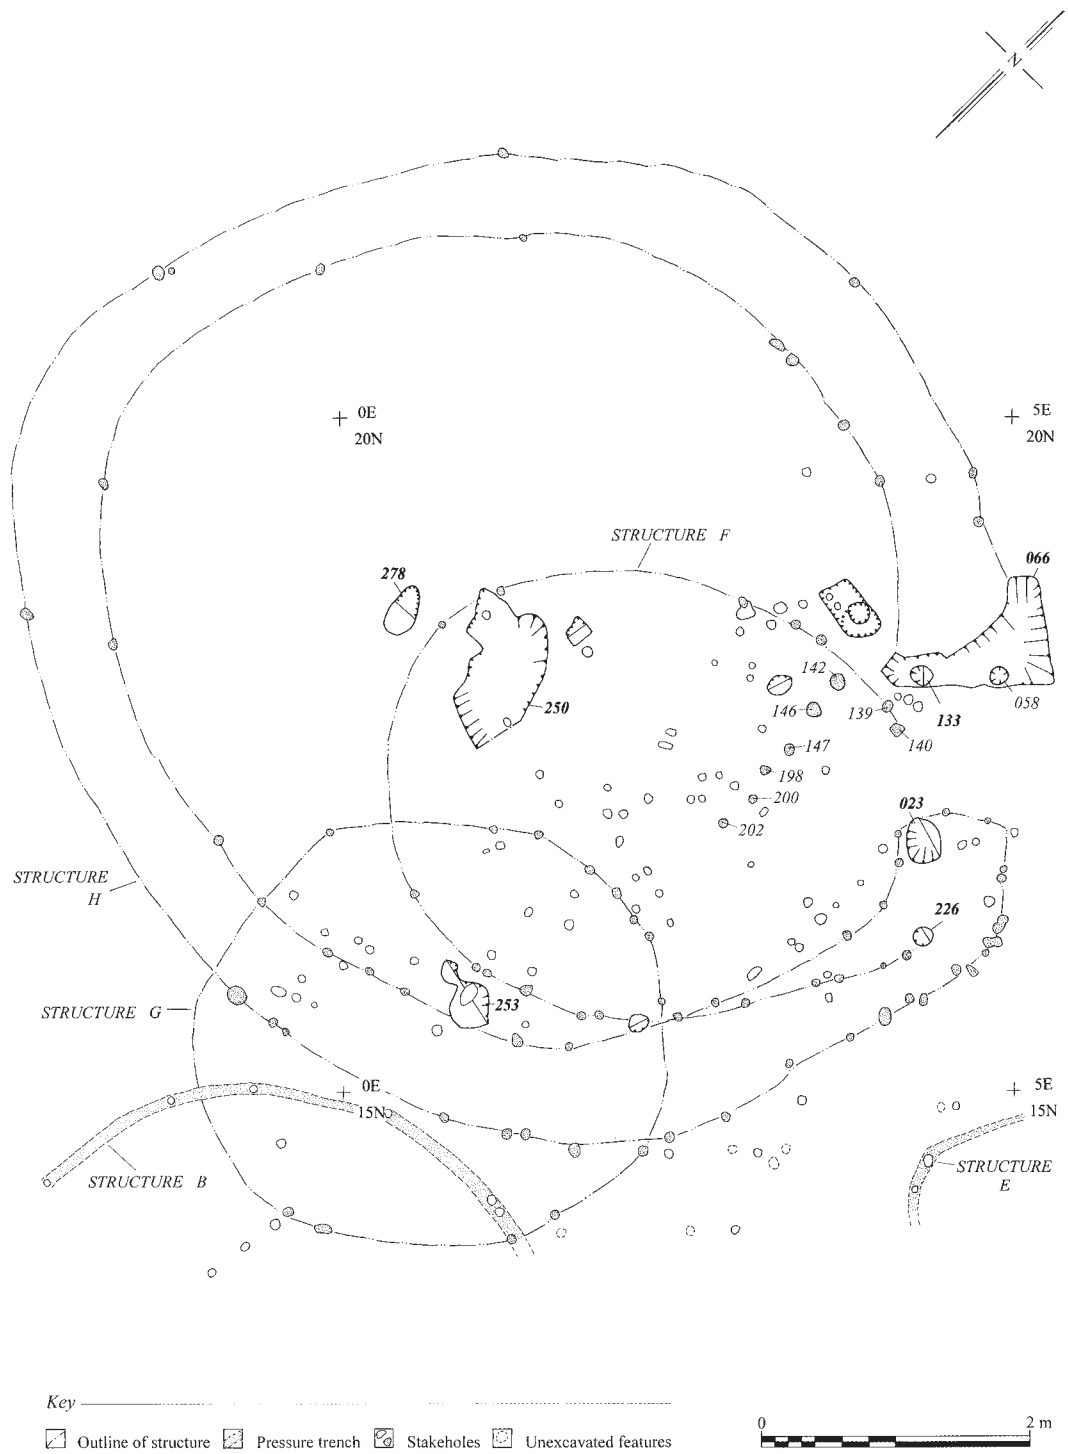 N
0E
20N
5E
20N
STRUCTURE F
278
066
142
250
146
139
058
133
147
140
198
200
023
202
STRUCTURE
H
226
253
STRUCTURE G
0E
15N
5E
15N
STRUCTURE B
STRUCTURE
E
Key
0 2 m
Outline of structure Pressure trench Stakeholes Unexcavated features